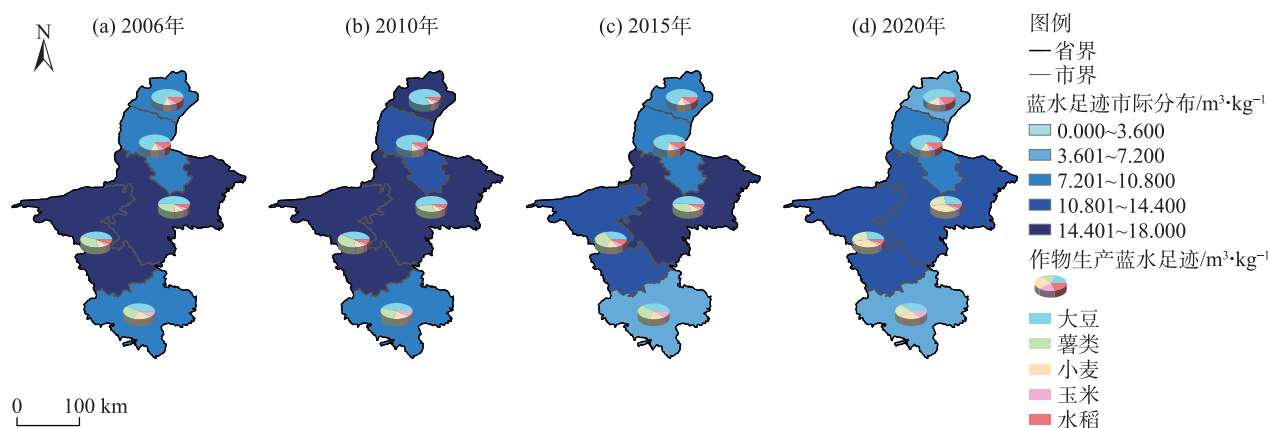 (a) 2006年
(b) 2010年
(c) 2015年
(d) 2020年
N
0 100 km
图例
省界
市界
蓝水足迹市际分布/m³·kg⁻¹
0.000~3.600
3.601~7.200
7.201~10.800
10.801~14.400
14.401~18.000
作物生产蓝水足迹/m³·kg⁻¹
大豆
薯类
小麦
玉米
水稻